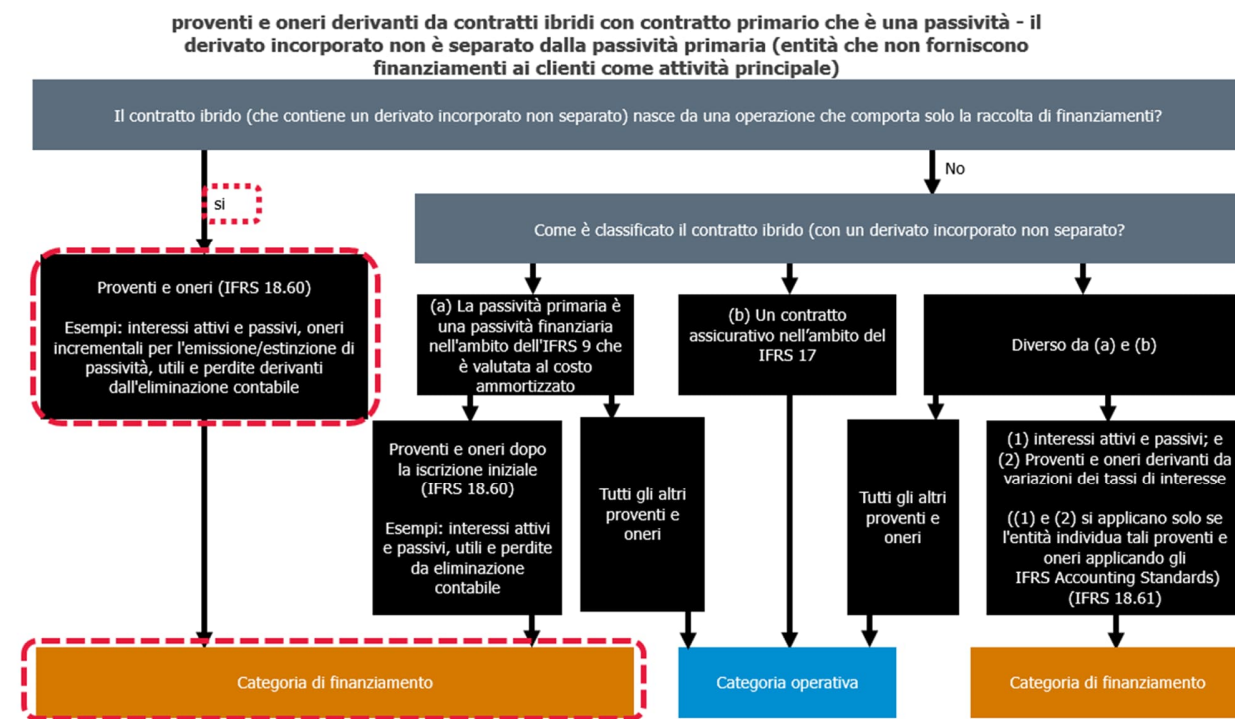 proventi e oneri derivanti da contratti ibridi con contratto primario che è una passività - il
derivato incorporato non è separato dalla passività primaria (entità che non forniscono
finanziamenti ai clienti come attività principale)
Il contratto ibrido (che contiene un derivato incorporato non separato) nasce da una operazione che comporta solo la raccolta di finanziamenti?
si
No
Come è classificato il contratto ibrido (con un derivato incorporato non separato?
Proventi e oneri (IFRS 18.60)
Esempi: interessi attivi e passivi, oneri
incrementali per l'emissione/estinzione di
passività, utili e perdite derivanti
dall'eliminazione contabile
(a) La passività primaria è
una passività finanziaria
nell'ambito dell'IFRS 9 che
è valutata al costo
ammortizzato
(b) Un contratto
assicurativo nell'ambito del
IFRS 17
Diverso da (a) e (b)
Proventi e oneri dopo
la iscrizione iniziale
(IFRS 18.60)
Esempi: interessi attivi
e passivi, utili e perdite
da eliminazione
contabile
Tutti gli altri
proventi e
oneri
Tutti gli altri
proventi e
oneri
(1) interessi attivi e passivi; e
(2) Proventi e oneri derivanti da
variazioni dei tassi di interesse
((1) e (2) si applicano solo se
l'entità individua tali proventi e
oneri applicando gli
IFRS Accounting Standards)
(IFRS 18.61)
Categoria di finanziamento
Categoria operativa
Categoria di finanziamento